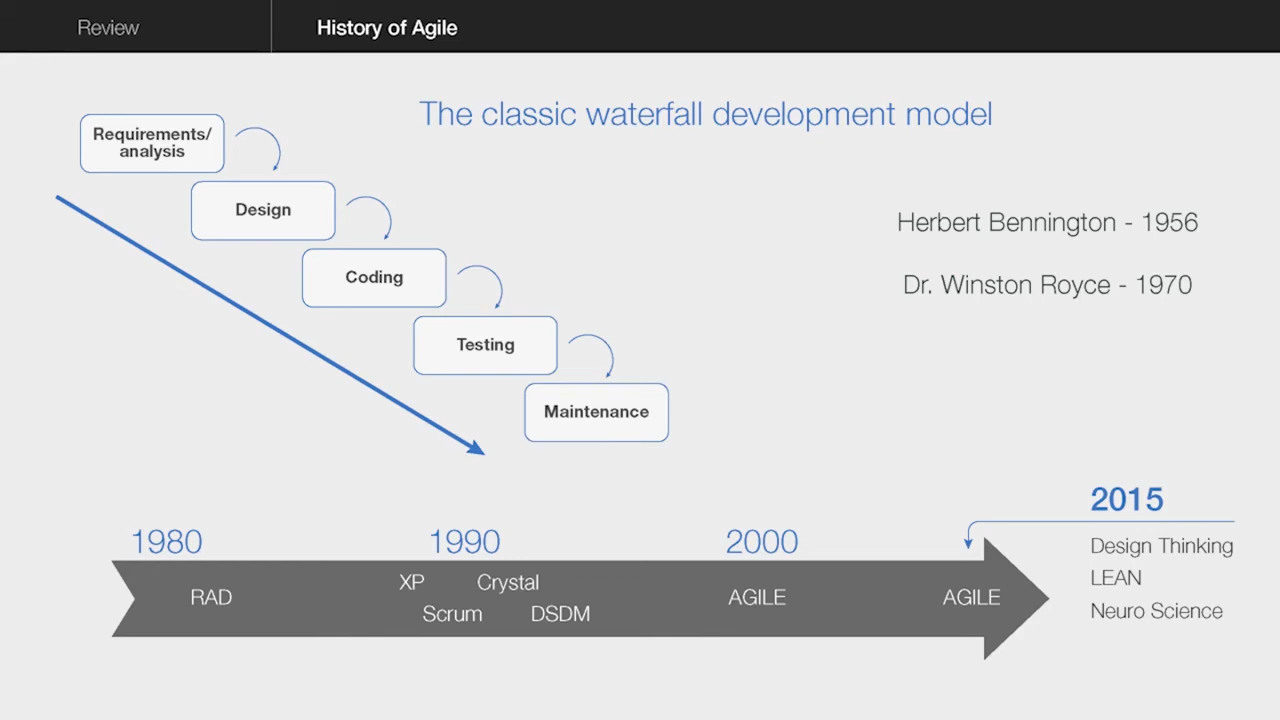 Review
History of Agile
The classic waterfall development model
Requirements/
analysis
Design
Coding
Testing
Maintenance
Herbert Bennington - 1956
Dr. Winston Royce - 1970
1980
1990
2000
2015
RAD
XP
Crystal
Scrum
DSDM
AGILE
AGILE
Design Thinking
LEAN
Neuro Science